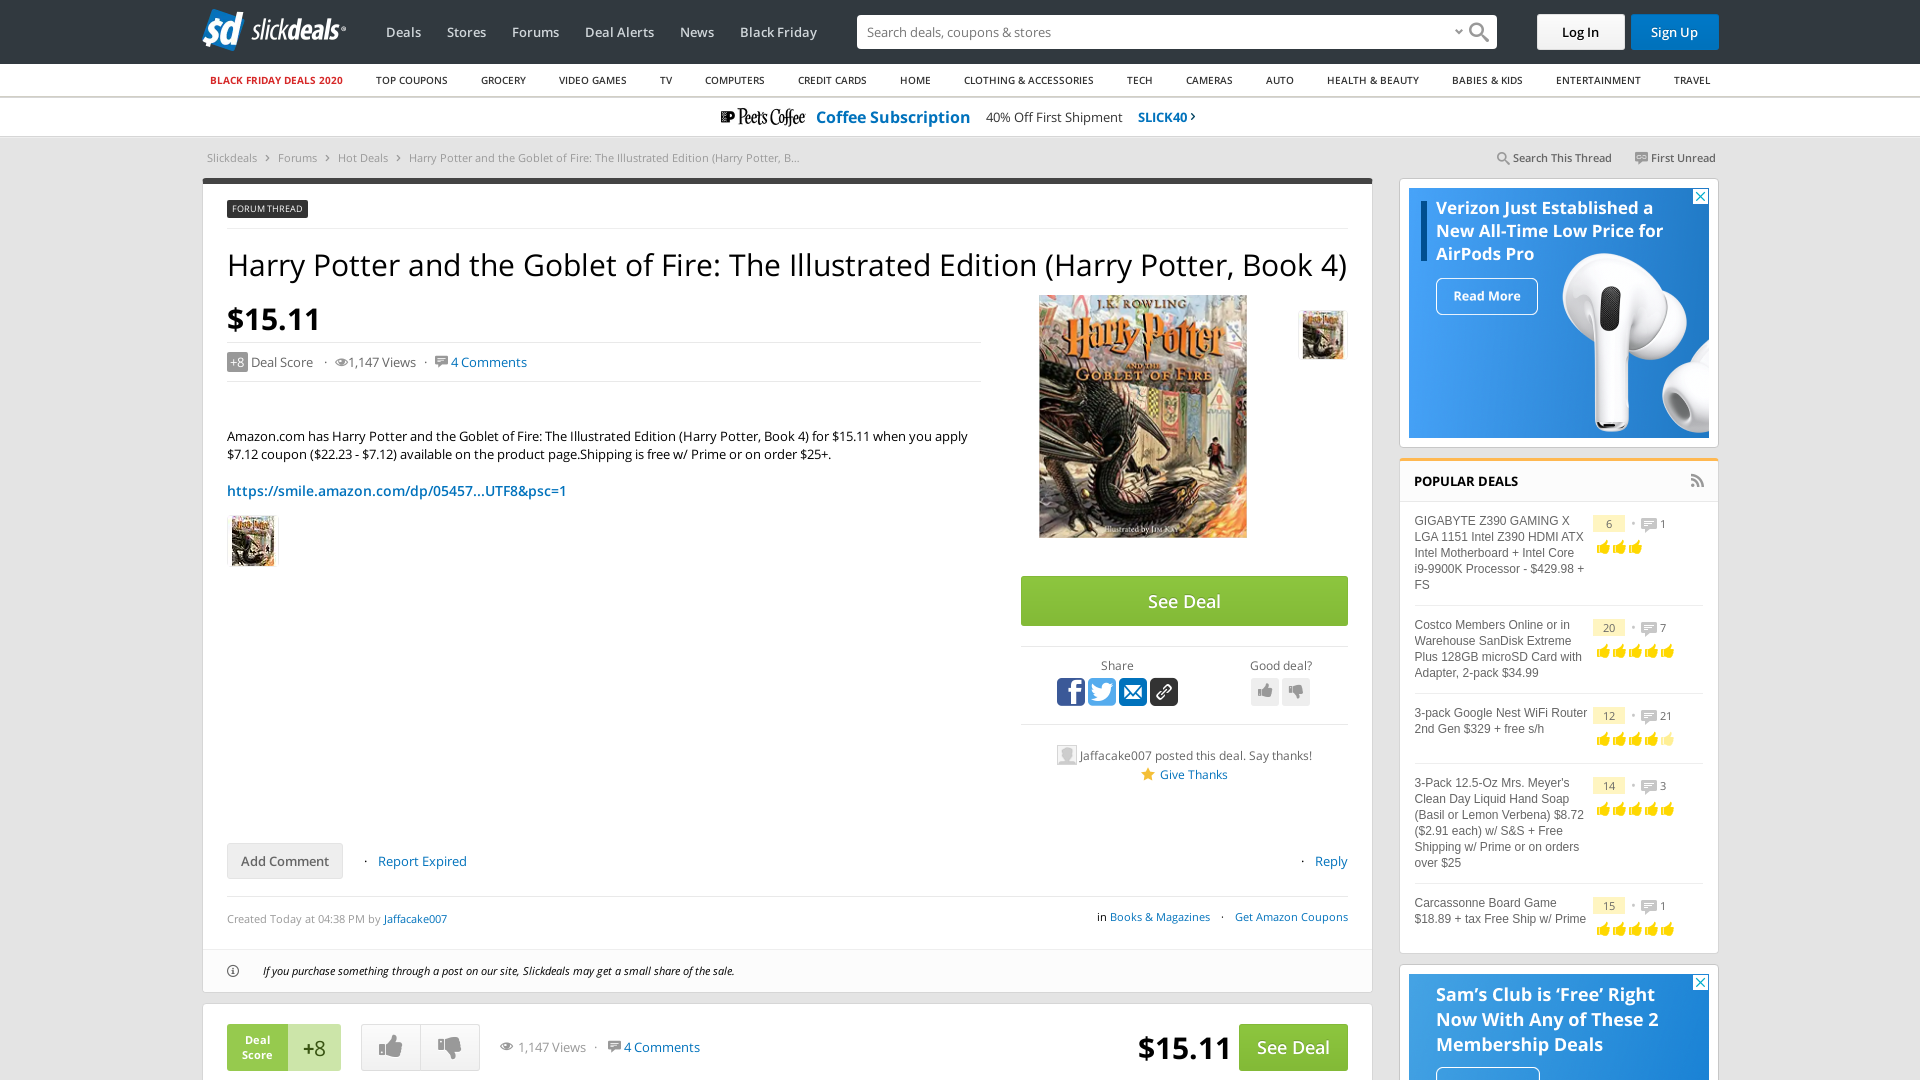 slickdeals
Deals
Stores
Forums
Deal Alerts
News
Black Friday
Search deals, coupons & stores
Log In
Sign Up
BLACK FRIDAY DEALS 2020
TOP COUPONS
GROCERY
VIDEO GAMES
TV
COMPUTERS
CREDIT CARDS
HOME
CLOTHING & ACCESSORIES
TECH
CAMERAS
AUTO
HEALTH & BEAUTY
BABIES & KIDS
ENTERTAINMENT
TRAVEL
Peet's Coffee Coffee Subscription 40% Off First Shipment SLICK40
Slickdeals
Forums
Hot Deals
Harry Potter and the Goblet of Fire: The Illustrated Edition (Harry Potter, B...
Search This Thread
First Unread
FORUM THREAD
Harry Potter and the Goblet of Fire: The Illustrated Edition (Harry Potter, Book 4)
$15.11
+8 Deal Score · 1,147 Views · 4 Comments
Amazon.com has Harry Potter and the Goblet of Fire: The Illustrated Edition (Harry Potter, Book 4) for $15.11 when you apply
$7.12 coupon ($22.23 - $7.12) available on the product page.Shipping is free w/ Prime or on order $25+.
https://smile.amazon.com/dp/05457...UTF8&psc=1
J.K. ROWLING
Harry Potter
AND THE
GOBLET OF FIRE
Illustrated by JIM KAY
See Deal
Share
Good deal?
Jaffacake007 posted this deal. Say thanks!
Give Thanks
Add Comment
· Report Expired
· Reply
Created Today at 04:38 PM by Jaffacake007
in Books & Magazines · Get Amazon Coupons
If you purchase something through a post on our site, Slickdeals may get a small share of the sale.
Deal
Score
+8
1,147 Views · 4 Comments
$15.11
See Deal
Verizon Just Established a
New All-Time Low Price for
AirPods Pro
Read More
POPULAR DEALS
GIGABYTE Z390 GAMING X
LGA 1151 Intel Z390 HDMI ATX
Intel Motherboard + Intel Core
i9-9900K Processor - $429.98 +
FS
6 • 1
Costco Members Online or in
Warehouse SanDisk Extreme
Plus 128GB microSD Card with
Adapter, 2-pack $34.99
20 • 7
3-pack Google Nest WiFi Router
2nd Gen $329 + free s/h
12 • 21
3-Pack 12.5-Oz Mrs. Meyer's
Clean Day Liquid Hand Soap
(Basil or Lemon Verbena) $8.72
($2.91 each) w/ S&S + Free
Shipping w/ Prime or on orders
over $25
14 • 3
Carcassonne Board Game
$18.89 + tax Free Ship w/ Prime
15 • 1
Sam's Club is ‘Free’ Right
Now With Any of These 2
Membership Deals